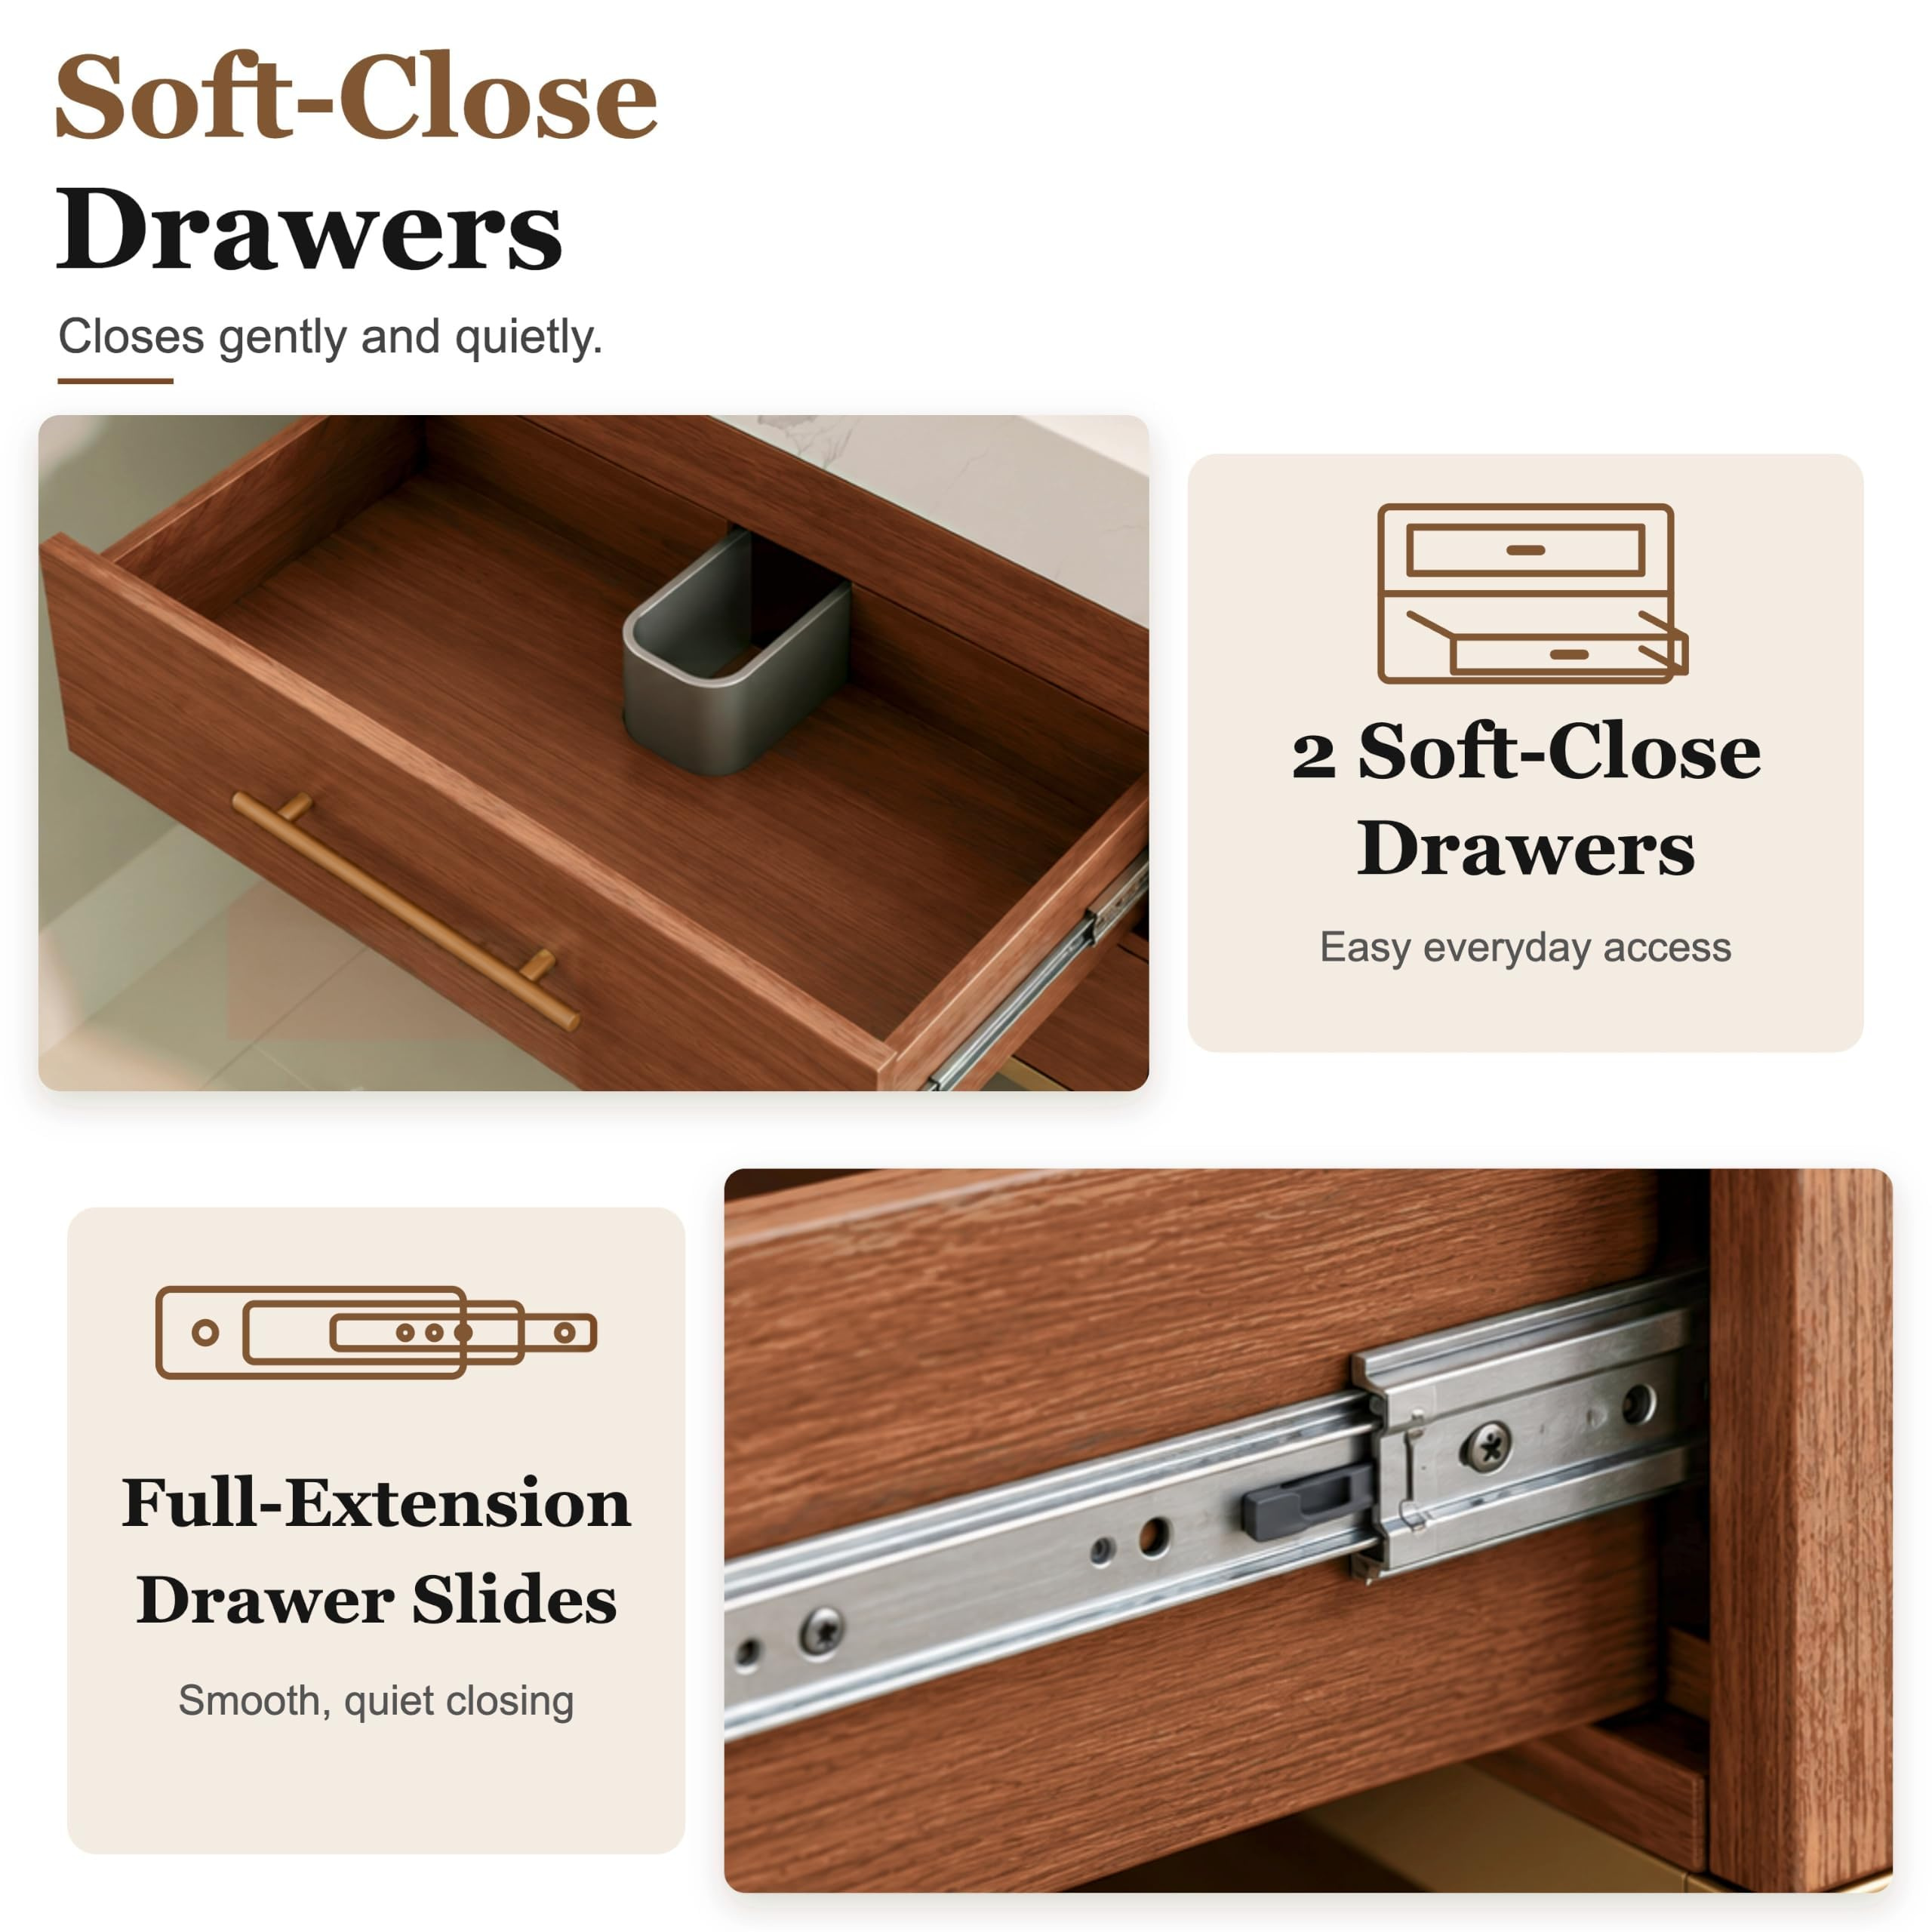 Soft-Close
Drawers
Closes gently and quietly.
2 Soft-Close
Drawers
Easy everyday access
Full-Extension
Drawer Slides
Smooth, quiet closing